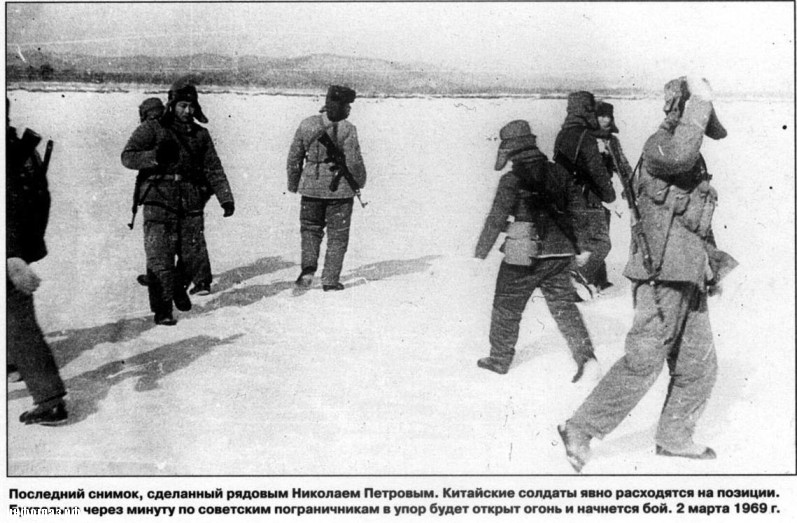 Последний снимок, сделанный рядовым Николаем Петровым. Китайские солдаты явно расходятся на позиции.
через минуту по советским пограничникам в упор будет открыт огонь и начнется бой. 2 марта 1969 г.